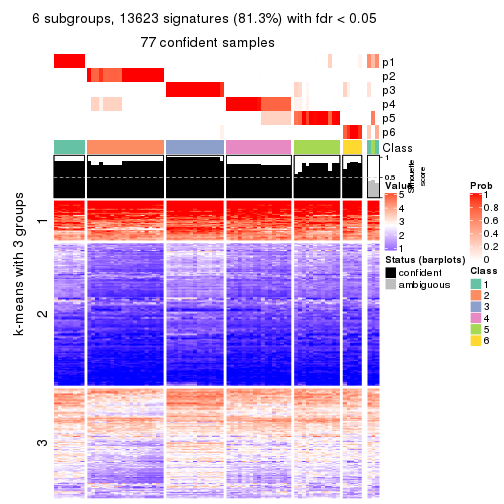 6 subgroups, 13623 signatures (81.3%) with fdr < 0.05
77 confident samples
p1
p2
p3
p4
p5
p6
Class
1
0.5
Silhouette
score
k-means with 3 groups
1
2
3
Value
5
4
3
2
1
Status (barplots)
confident
ambiguous
Prob
1
0.8
0.6
0.4
0.2
0
Class
1
2
3
4
5
6